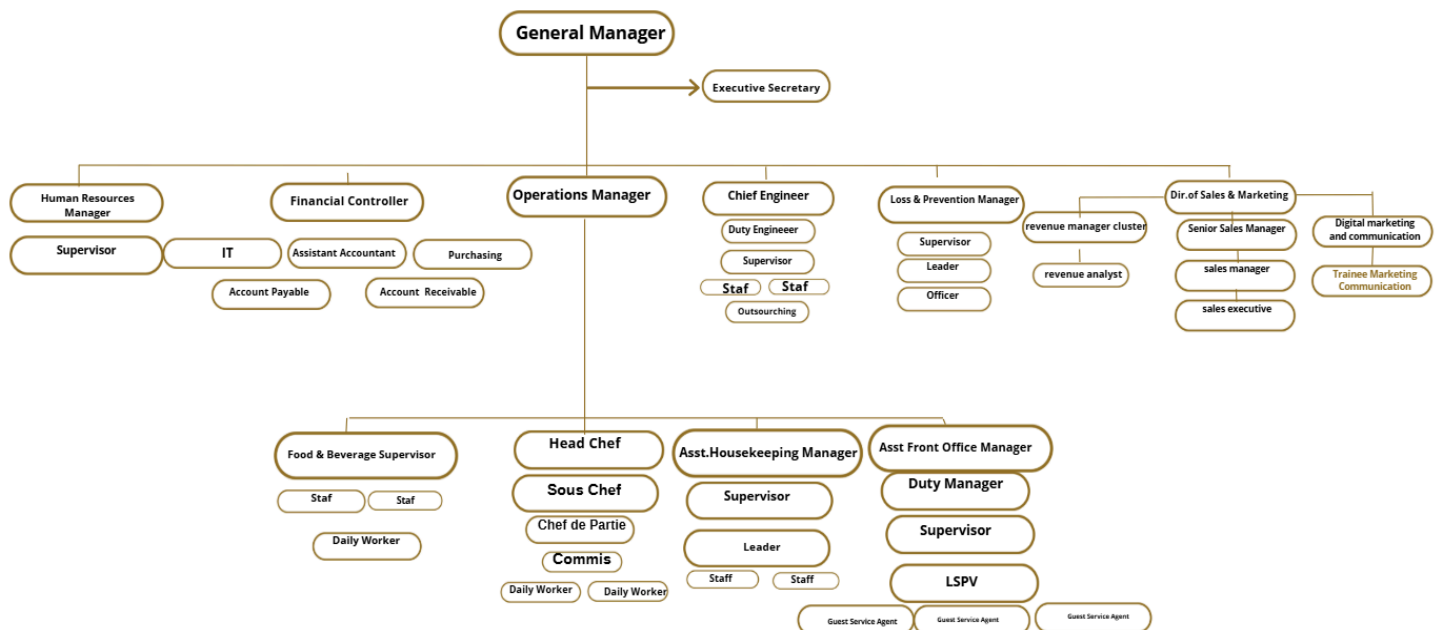 General Manager
Executive Secretary
Human Resources
Manager
Financial Controller
Operations Manager
Chief Engineer
Loss & Prevention Manager
Dir.of Sales & Marketing
Supervisor
IT
Assistant Accountant
Purchasing
Account Payable
Account Receivable
Duty Engineeer
Supervisor
Staf
Staf
Outsourching
Supervisor
Leader
Officer
revenue manager cluster
revenue analyst
Senior Sales Manager
sales manager
sales executive
Digital marketing
and communication
Trainee Marketing
Communication
Food & Beverage Supervisor
Staf
Staf
Daily Worker
Head Chef
Sous Chef
Chef de Partie
Commis
Daily Worker
Daily Worker
Asst.Housekeeping Manager
Supervisor
Leader
Staff
Staff
Asst Front Office Manager
Duty Manager
Supervisor
LSPV
Guest Service Agent
Guest Service Agent
Guest Service Agent